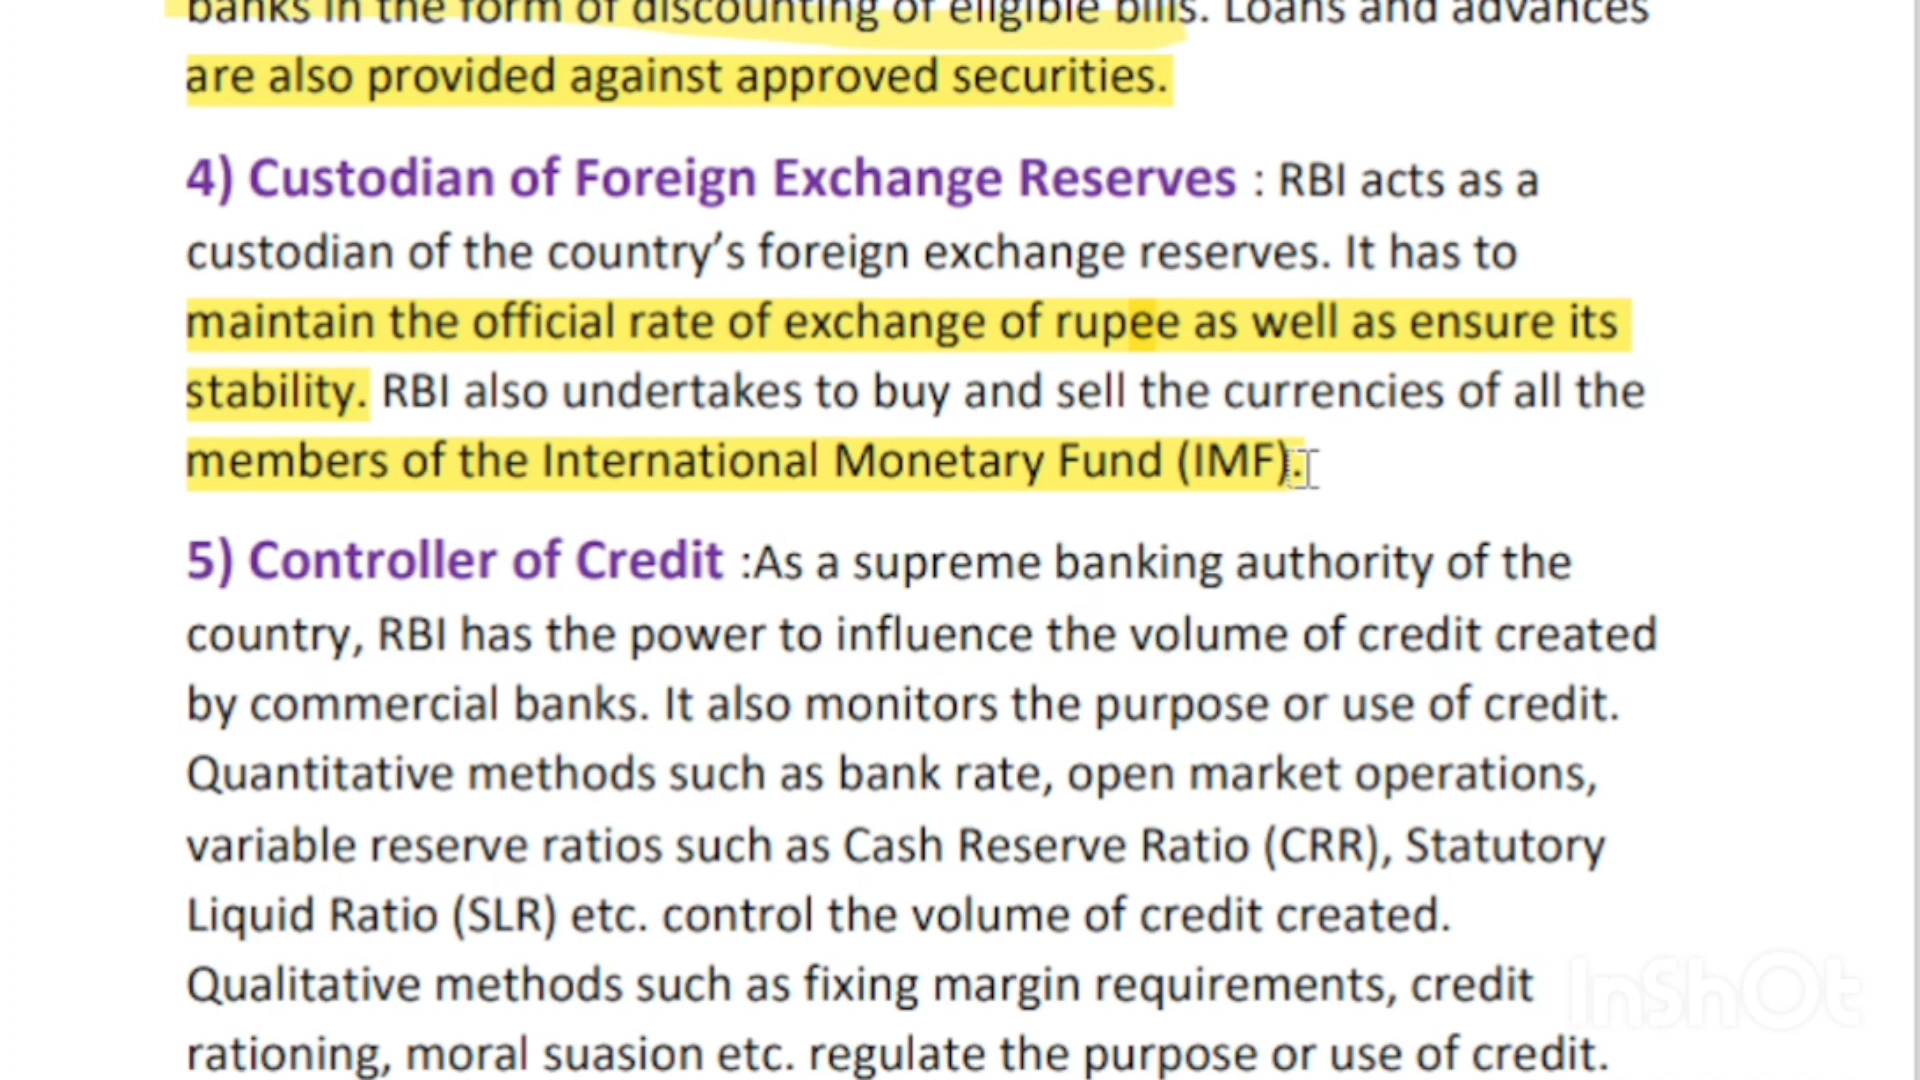 banks in the form of discounting of eligible bills. Loans and advances
are also provided against approved securities.
4) Custodian of Foreign Exchange Reserves : RBI acts as a
custodian of the country’s foreign exchange reserves. It has to
maintain the official rate of exchange of rupee as well as ensure its
stability. RBI also undertakes to buy and sell the currencies of all the
members of the International Monetary Fund (IMF).
5) Controller of Credit :As a supreme banking authority of the
country, RBI has the power to influence the volume of credit created
by commercial banks. It also monitors the purpose or use of credit.
Quantitative methods such as bank rate, open market operations,
variable reserve ratios such as Cash Reserve Ratio (CRR), Statutory
Liquid Ratio (SLR) etc. control the volume of credit created.
Qualitative methods such as fixing margin requirements, credit
rationing, moral suasion etc. regulate the purpose or use of credit.
InShOt